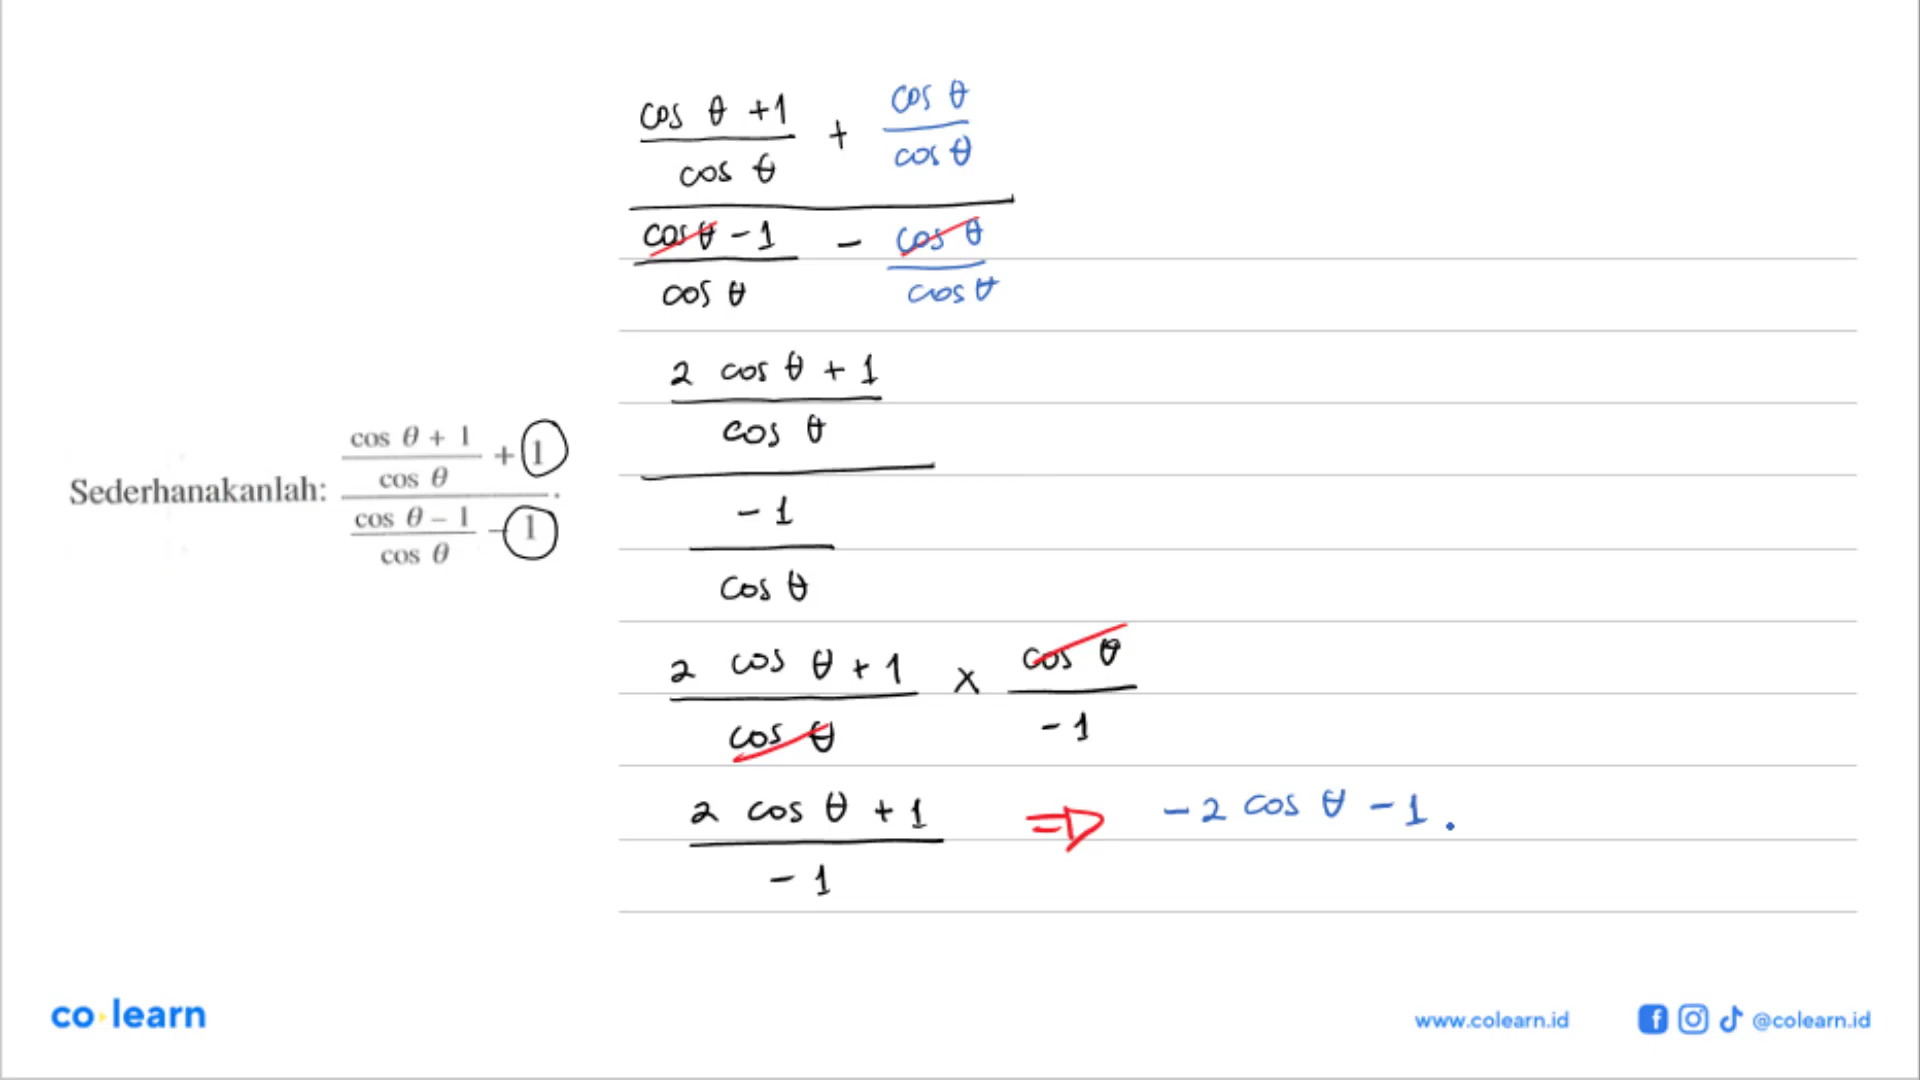 Sederhanakanlah:
cos θ + 1
cos θ
+ 1
cos θ – 1
cos θ
– 1
.
cos θ + 1
cos θ
+
cos θ
cos θ
cos θ - 1
cos θ
-
cos θ
cos θ
2 cos θ + 1
cos θ
- 1
cos θ
2 cos θ + 1
cos θ
x
cos θ
- 1
2 cos θ + 1
- 1
⇒ - 2 cos θ - 1 .
co learn
www.colearn.id @colearn.id